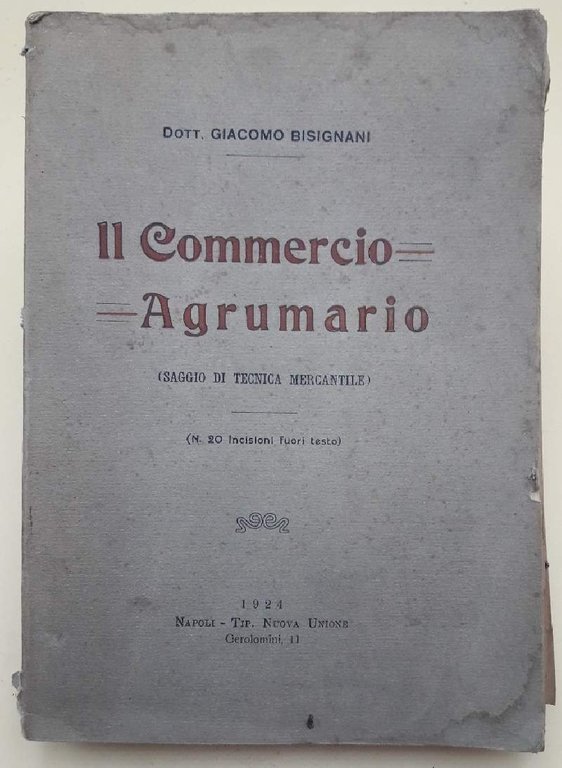 DOTT. GIACOMO BISIGNANI
Il Commercio
Agrumario
(SAGGIO DI TECNICA MERCANTILE)
(N. 20 Incisioni fuori testo)
1924
NAPOLI - TIP. NUOVA UNIONE
Gerolomini, 11